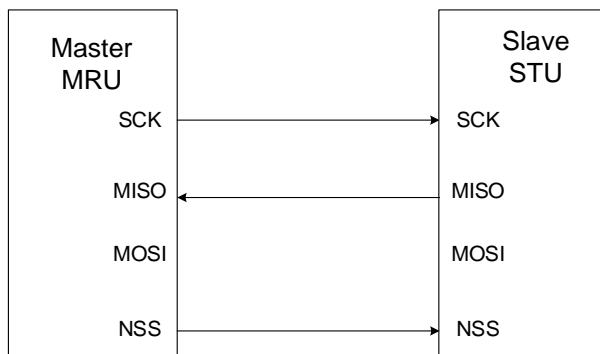 Master
MRU
SCK
MISO
MOSI
NSS
Slave
STU
SCK
MISO
MOSI
NSS